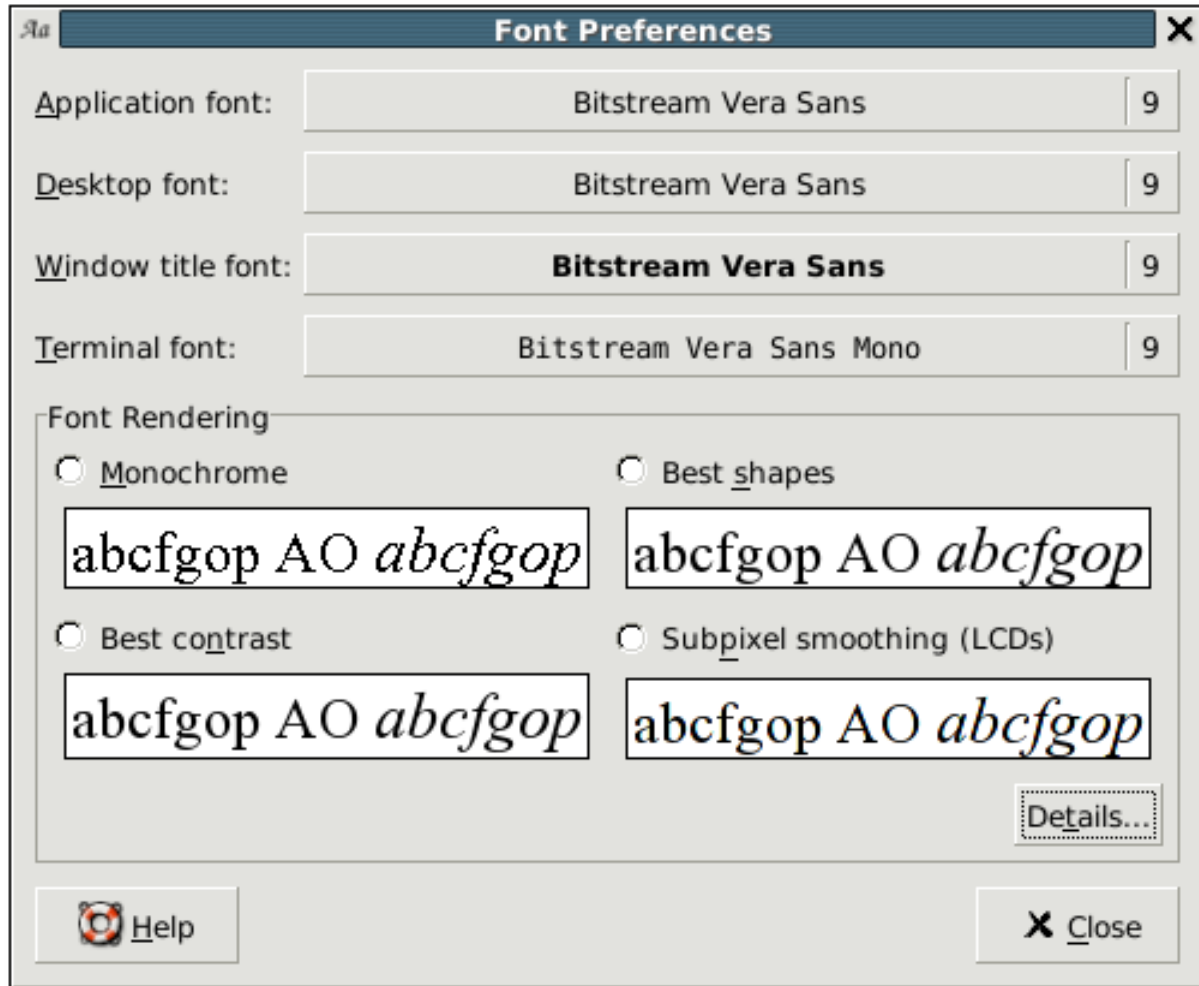 Aa Font Preferences
Application font: Bitstream Vera Sans 9
Desktop font: Bitstream Vera Sans 9
Window title font: Bitstream Vera Sans 9
Terminal font: Bitstream Vera Sans Mono 9
Font Rendering
Monochrome Best shapes
abcfgop AO abcfgop abcfgop AO abcfgop
Best contrast Subpixel smoothing (LCDs)
abcfgop AO abcfgop abcfgop AO abcfgop
Details...
Help Close